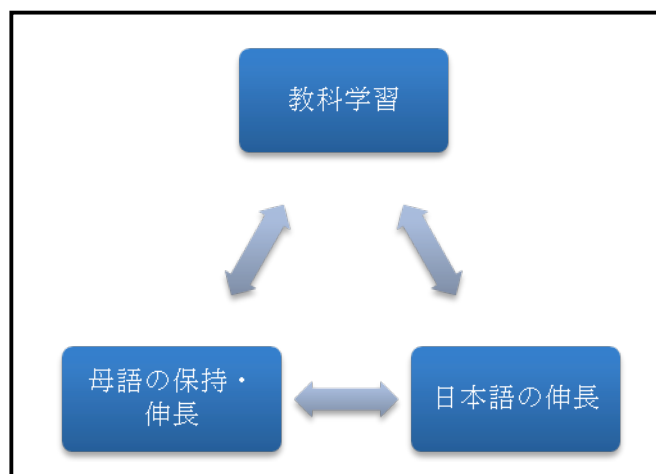 教科学習
母語の保持・
伸長
日本語の伸長